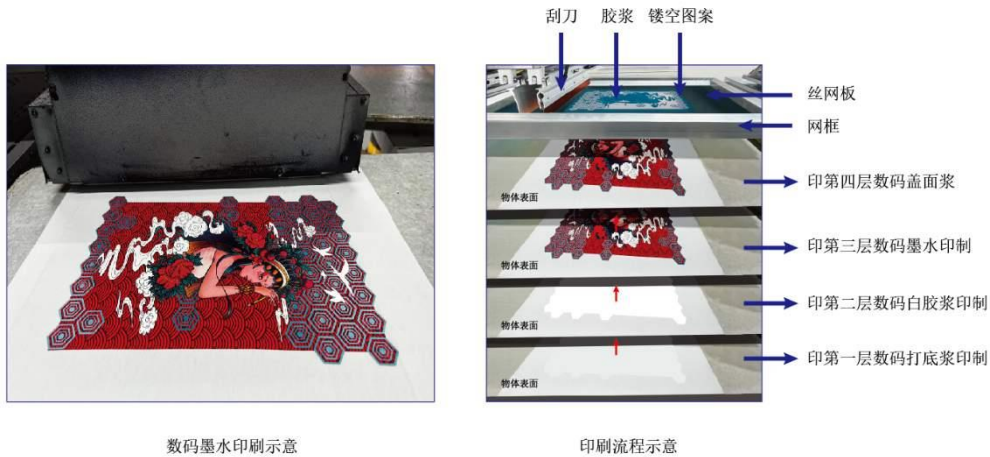 刮刀 胶浆 镂空图案
丝网板
网框
印第四层数码盖面浆
物体表面
印第三层数码墨水印制
物体表面
印第二层数码白胶浆印制
物体表面
印第一层数码打底浆印制
物体表面
数码墨水印刷示意
印刷流程示意